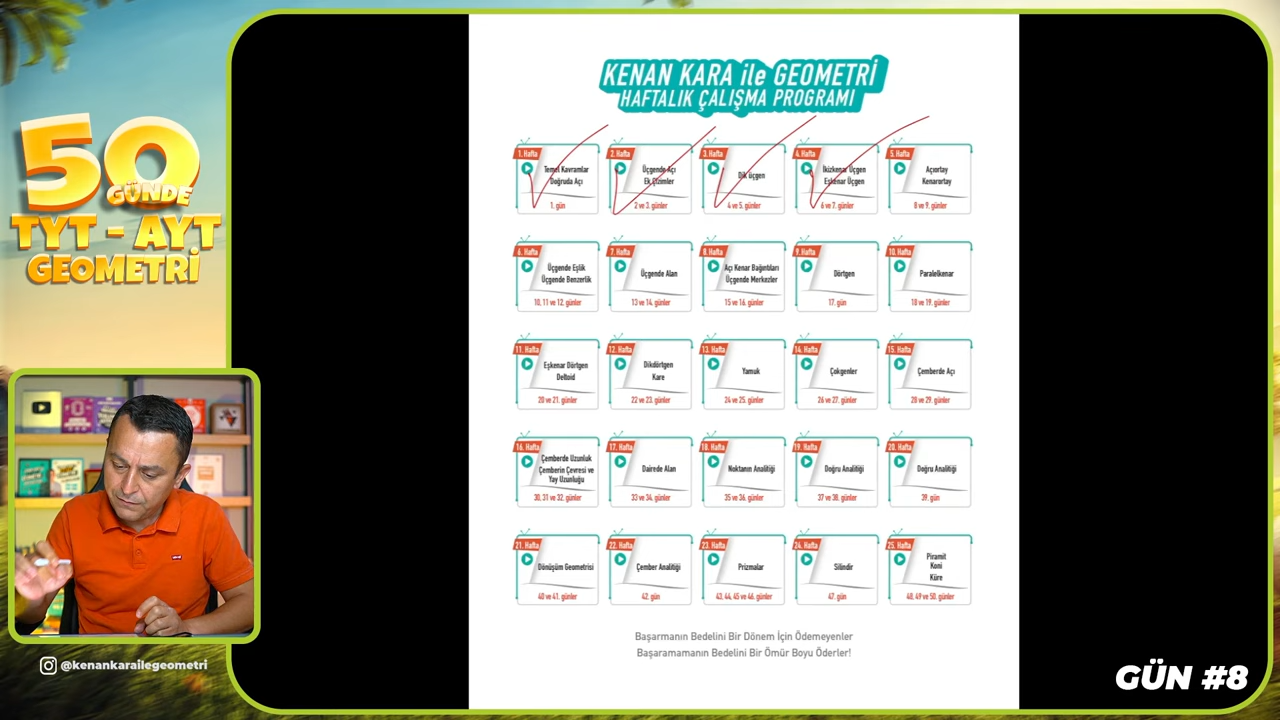 50
GÜNDE
TYT - AYT
GEOMETRİ
@kenankarailegeometri
KENAN KARA ile GEOMETRİ
HAFTALIK ÇALIŞMA PROGRAMI
1. Hafta
Temel Kavramlar
Doğruda Açı
1. gün
2. Hafta
Üçgende Açı
Ek Çizimler
2 ve 3. günler
3. Hafta
Dik Üçgen
4 ve 5. günler
4. Hafta
İkizkenar Üçgen
Eşkenar Üçgen
6 ve 7. günler
5. Hafta
Açıortay
Kenarortay
8 ve 9. günler
6. Hafta
Üçgende Eşlik
Üçgende Benzerlik
10, 11 ve 12. günler
7. Hafta
Üçgende Alan
13 ve 14. günler
8. Hafta
Açı Kenar Bağıntıları
Üçgende Merkezler
15 ve 16. günler
9. Hafta
Dörtgen
17. gün
10. Hafta
Paralelkenar
18 ve 19. günler
11. Hafta
Eşkenar Dörtgen
Deltoid
20 ve 21. günler
12. Hafta
Dikdörtgen
Kare
22 ve 23. günler
13. Hafta
Yamuk
24 ve 25. günler
14. Hafta
Çokgenler
26 ve 27. günler
15. Hafta
Çemberde Açı
28 ve 29. günler
16. Hafta
Çemberde Uzunluk
Çemberin Çevresi ve
Yay Uzunluğu
30, 31 ve 32. günler
17. Hafta
Dairede Alan
33 ve 34. günler
18. Hafta
Noktanın Analitiği
35 ve 36. günler
19. Hafta
Doğru Analitiği
37 ve 38. günler
20. Hafta
Doğru Analitiği
39. gün
21. Hafta
Dönüşüm Geometrisi
40 ve 41. günler
22. Hafta
Çember Analitiği
42. gün
23. Hafta
Prizmalar
43, 44, 45 ve 46. günler
24. Hafta
Silindir
47. gün
25. Hafta
Piramit
Koni
Küre
48, 49 ve 50. günler
Başarmanın Bedelini Bir Dönem İçin Ödemeyenler
Başaramamanın Bedelini Bir Ömür Boyu Öderler!
GÜN #8